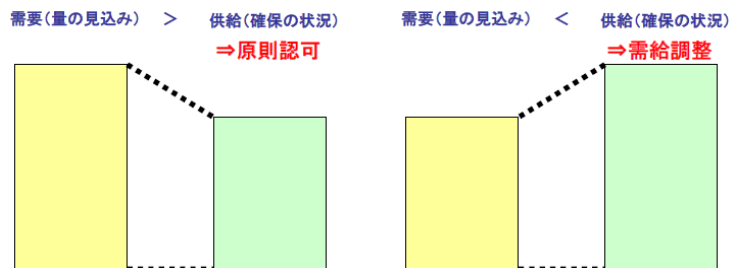 需要(量の見込み) > 供給(確保の状況)
⇒原則認可
需要(量の見込み) < 供給(確保の状況)
⇒需給調整